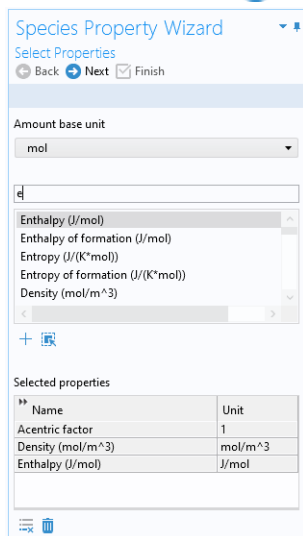 Species Property Wizard
Select Properties
Back Next Finish
Amount base unit
mol
e
Enthalpy (J/mol)
Enthalpy of formation (J/mol)
Entropy (J/(K*mol))
Entropy of formation (J/(K*mol))
Density (mol/m^3)
Selected properties
Name Unit
Acentric factor 1
Density (mol/m^3) mol/m^3
Enthalpy (J/mol) J/mol